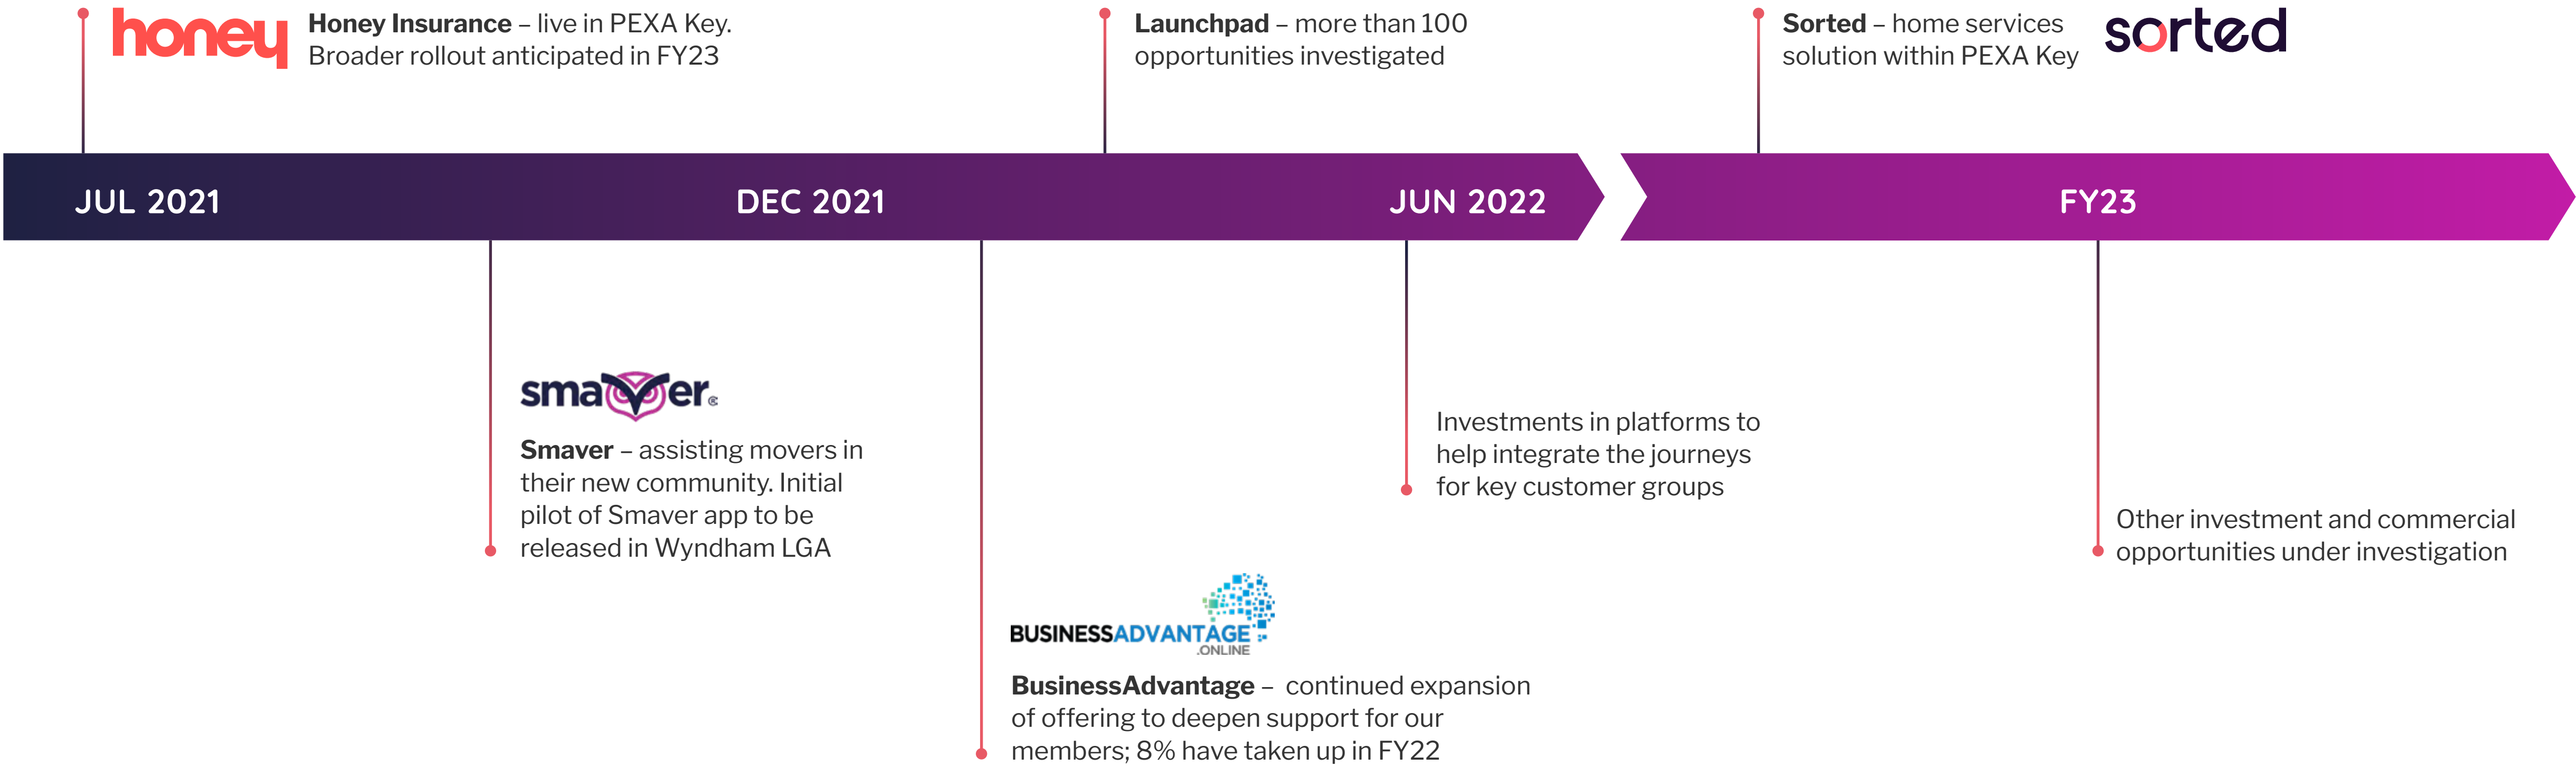 honey
Honey Insurance – live in PEXA Key.
Broader rollout anticipated in FY23
Launchpad – more than 100
opportunities investigated
Sorted – home services
solution within PEXA Key
sorted
JUL 2021
DEC 2021
JUN 2022
FY23
smaver
Smaver – assisting movers in
their new community. Initial
pilot of Smaver app to be
released in Wyndham LGA
BUSINESSADVANTAGE
.ONLINE
BusinessAdvantage – continued expansion
of offering to deepen support for our
members; 8% have taken up in FY22
Investments in platforms to
help integrate the journeys
for key customer groups
Other investment and commercial
opportunities under investigation